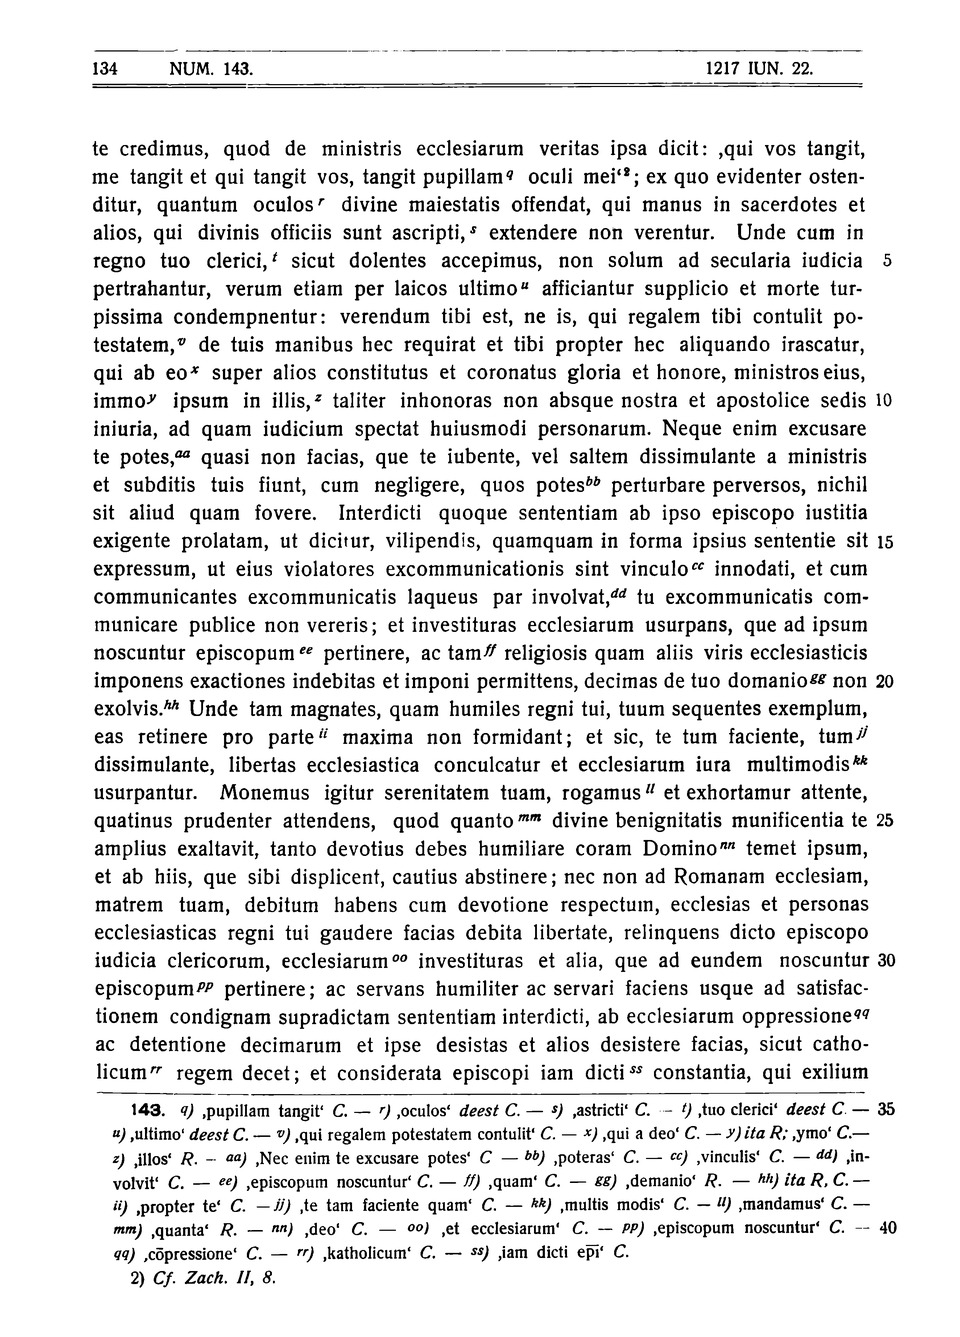 134 NUM. 143. 1217 IUN. 22.
te credimus, quod de ministris ecclesiarum veritas ipsa dicit: ‚qui vos tangit,
me tangit et qui tangit vos, tangit pupillam q oculi mei‘²; ex quo evidenter osten-
ditur, quantum oculos r divine maiestatis offendat, qui manus in sacerdotes et
alios, qui divinis officiis sunt ascripti, s extendere non verentur. Unde cum in
regno tuo clerici, t sicut dolentes accepimus, non solum ad secularia iudicia 5
pertrahantur, verum etiam per laicos ultimo u afficiantur supplicio et morte tur-
pissima condempnentur: verendum tibi est, ne is, qui regalem tibi contulit po-
testatem, v de tuis manibus hec requirat et tibi propter hec aliquando irascatur,
qui ab eo x super alios constitutus et coronatus gloria et honore, ministros eius,
immo y ipsum in illis, z taliter inhonoras non absque nostra et apostolice sedis 10
iniuria, ad quam iudicium spectat huiusmodi personarum. Neque enim excusare
te potes, aa quasi non facias, que te iubente, vel saltem dissimulante a ministris
et subditis tuis fiunt, cum negligere, quos potes bb perturbare perversos, nichil
sit aliud quam fovere. Interdicti quoque sententiam ab ipso episcopo iustitia
exigente prolatam, ut dicitur, vilipendis, quamquam in forma ipsius sententie sit 15
expressum, ut eius violatores excommunicationis sint vinculo cc innodati, et cum
communicantes excommunicatis laqueus par involvat, dd tu excommunicatis com-
municare publice non vereris; et investituras ecclesiarum usurpans, que ad ipsum
noscuntur episcopum ee pertinere, ac tam ff religiosis quam aliis viris ecclesiasticis
imponens exactiones indebitas et imponi permittens, decimas de tuo domanio gg non 20
exolvis. hh Unde tam magnates, quam humiles regni tui, tuum sequentes exemplum,
eas retinere pro parte ii maxima non formidant; et sic, te tum faciente, tum jj
dissimulante, libertas ecclesiastica conculcatur et ecclesiarum iura multimodis kk
usurpantur. Monemus igitur serenitatem tuam, rogamus ll et exhortamur attente,
quatinus prudenter attendens, quod quanto mm divine benignitatis munificentia te 25
amplius exaltavit, tanto devotius debes humiliare coram Domino nn temet ipsum,
et ab hiis, que sibi displicent, cautius abstinere; nec non ad Romanam ecclesiam,
matrem tuam, debitum habens cum devotione respectum, ecclesias et personas
ecclesiasticas regni tui gaudere facias debita libertate, relinquens dicto episcopo
iudicia clericorum, ecclesiarum oo investituras et alia, que ad eundem noscuntur 30
episcopum pp pertinere; ac servans humiliter ac servari faciens usque ad satisfac-
tionem condignam supradictam sententiam interdicti, ab ecclesiarum oppressione qq
ac detentione decimarum et ipse desistas et alios desistere facias, sicut catho-
licum rr regem decet; et considerata episcopi iam dicti ss constantia, qui exilium
143. q) ‚pupillam tangit‘ C. — r) ‚oculos‘ deest C. — s) ‚astricti‘ C. — t) ‚tuo clerici‘ deest C. — 35
u) ‚ultimo‘ deest C. — v) ‚qui regalem potestatem contulit‘ C. — x) ‚qui a deo‘ C. — y) ita R; ‚ymo‘ C.—
z) ‚illos‘ R. — aa) ‚Nec enim te excusare potes‘ C — bb) ‚poteras‘ C. — cc) ‚vinculis‘ C. — dd) ‚in-
volvit‘ C. — ee) ‚episcopum noscuntur‘ C. — ff) ‚quam‘ C. — gg) ‚demanio‘ R. — hh) ita R, C. —
ii) ‚propter te‘ C. — jj) ‚te tam faciente quam‘ C. — kk) ‚multis modis‘ C. — ll) ‚mandamus‘ C. —
mm) ‚quanta‘ R. — nn) ‚deo‘ C. — oo) ‚et ecclesiarum‘ C. — pp) ‚episcopum noscuntur‘ C. — 40
qq) ‚cōpressione‘ C. — rr) ‚katholicum‘ C. — ss) ‚iam dicti ep̄i‘ C.
2) Cf. Zach. II, 8.